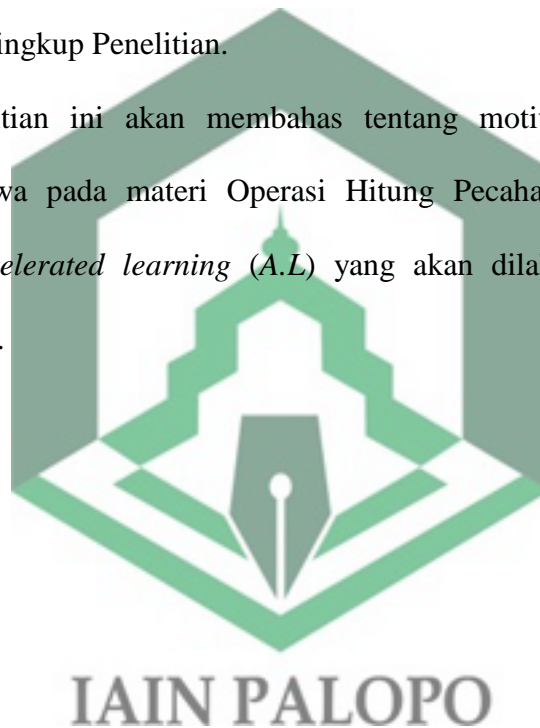 ingkup Penelitian.
tian ini akan membahas tentang moti
wa pada materi Operasi Hitung Pecaha
celerated learning (A.L) yang akan dila
.
IAIN PALOPO